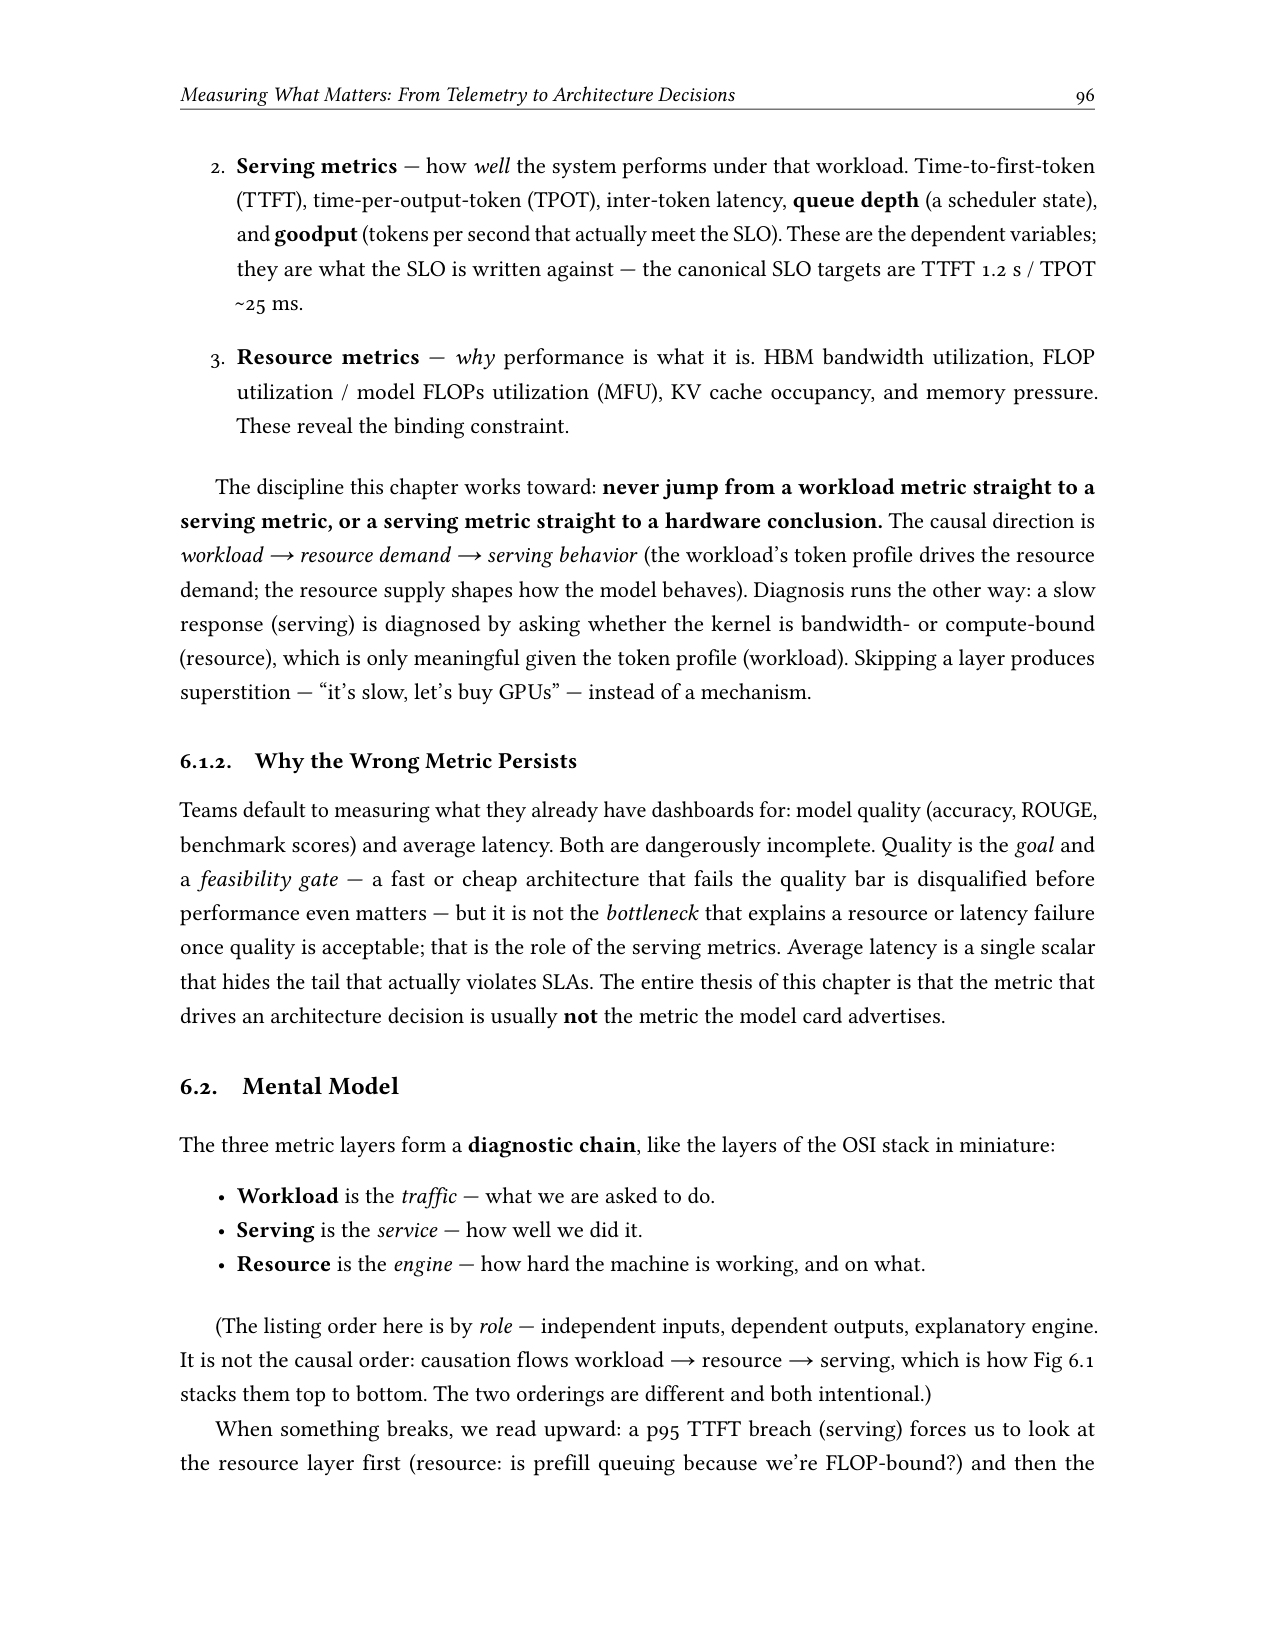 Measuring What Matters: From Telemetry to Architecture Decisions 96
2. Serving metrics — how well the system performs under that workload. Time-to-first-token
(TTFT), time-per-output-token (TPOT), inter-token latency, queue depth (a scheduler state),
and goodput (tokens per second that actually meet the SLO). These are the dependent variables;
they are what the SLO is written against — the canonical SLO targets are TTFT 1.2 s / TPOT
~25 ms.
3. Resource metrics — why performance is what it is. HBM bandwidth utilization, FLOP
utilization / model FLOPs utilization (MFU), KV cache occupancy, and memory pressure.
These reveal the binding constraint.
The discipline this chapter works toward: never jump from a workload metric straight to a
serving metric, or a serving metric straight to a hardware conclusion. The causal direction is
workload → resource demand → serving behavior (the workload’s token profile drives the resource
demand; the resource supply shapes how the model behaves). Diagnosis runs the other way: a slow
response (serving) is diagnosed by asking whether the kernel is bandwidth- or compute-bound
(resource), which is only meaningful given the token profile (workload). Skipping a layer produces
superstition — “it’s slow, let’s buy GPUs” — instead of a mechanism.
6.1.2. Why the Wrong Metric Persists
Teams default to measuring what they already have dashboards for: model quality (accuracy, ROUGE,
benchmark scores) and average latency. Both are dangerously incomplete. Quality is the goal and
a feasibility gate — a fast or cheap architecture that fails the quality bar is disqualified before
performance even matters — but it is not the bottleneck that explains a resource or latency failure
once quality is acceptable; that is the role of the serving metrics. Average latency is a single scalar
that hides the tail that actually violates SLAs. The entire thesis of this chapter is that the metric that
drives an architecture decision is usually not the metric the model card advertises.
6.2. Mental Model
The three metric layers form a diagnostic chain, like the layers of the OSI stack in miniature:
• Workload is the traffic — what we are asked to do.
• Serving is the service — how well we did it.
• Resource is the engine — how hard the machine is working, and on what.
(The listing order here is by role — independent inputs, dependent outputs, explanatory engine.
It is not the causal order: causation flows workload → resource → serving, which is how Fig 6.1
stacks them top to bottom. The two orderings are different and both intentional.)
When something breaks, we read upward: a p95 TTFT breach (serving) forces us to look at
the resource layer first (resource: is prefill queuing because we’re FLOP-bound?) and then the